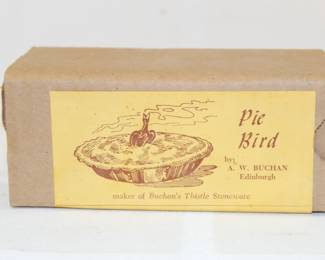 Pie
Bird
by
A. W. BUCHAN
Edinburgh
maker of Buchan's Thistle Stoneware